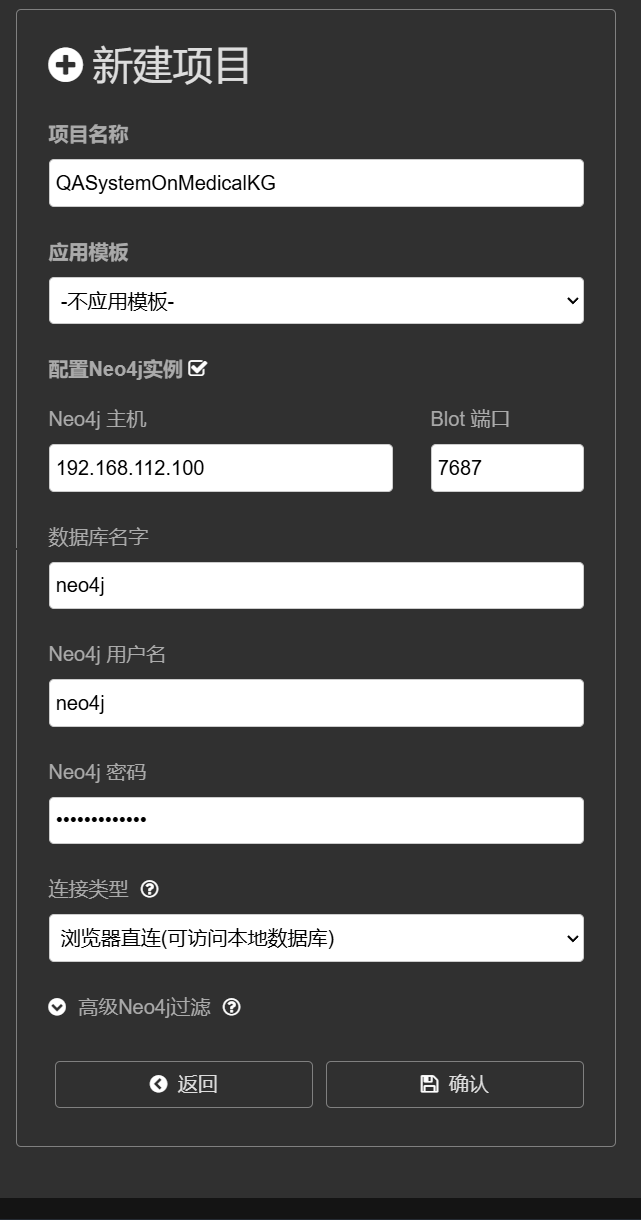 新建项目
项目名称
QASystemOnMedicalKG
应用模板
-不应用模板-
配置Neo4j实例
Neo4j 主机
Blot 端口
192.168.112.100
7687
数据库名字
neo4j
Neo4j 用户名
neo4j
Neo4j 密码
•••••••••••••
连接类型
浏览器直连(可访问本地数据库)
高级Neo4j过滤
返回
确认